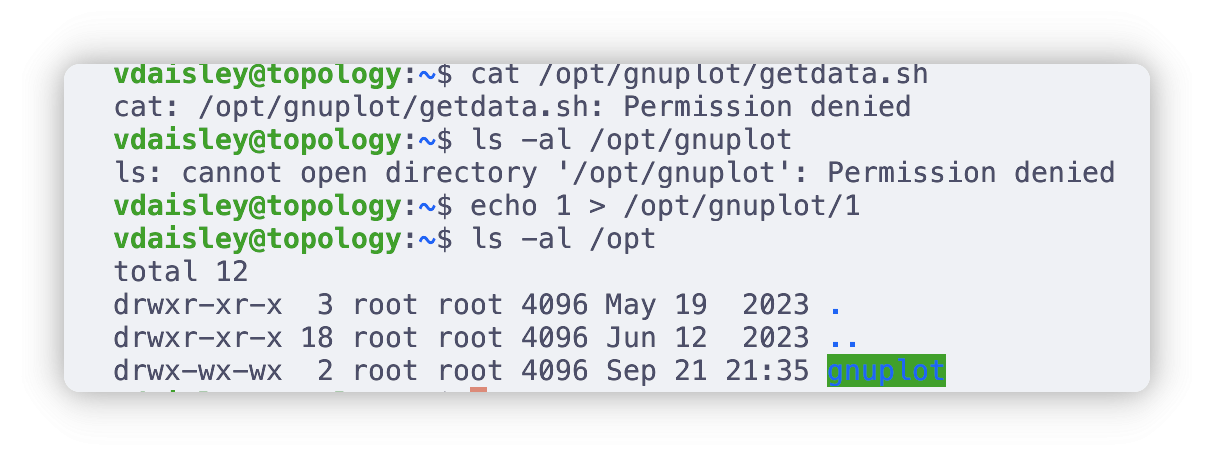 vdaisley@topology:~$ cat /opt/gnuplot/getdata.sh
cat: /opt/gnuplot/getdata.sh: Permission denied
vdaisley@topology:~$ ls -al /opt/gnuplot
ls: cannot open directory '/opt/gnuplot': Permission denied
vdaisley@topology:~$ echo 1 > /opt/gnuplot/1
vdaisley@topology:~$ ls -al /opt
total 12
drwxr-xr-x  3 root root 4096 May 19  2023 .
drwxr-xr-x 18 root root 4096 Jun 12  2023 ..
drwx-wx-wx  2 root root 4096 Sep 21 21:35 gnuplot